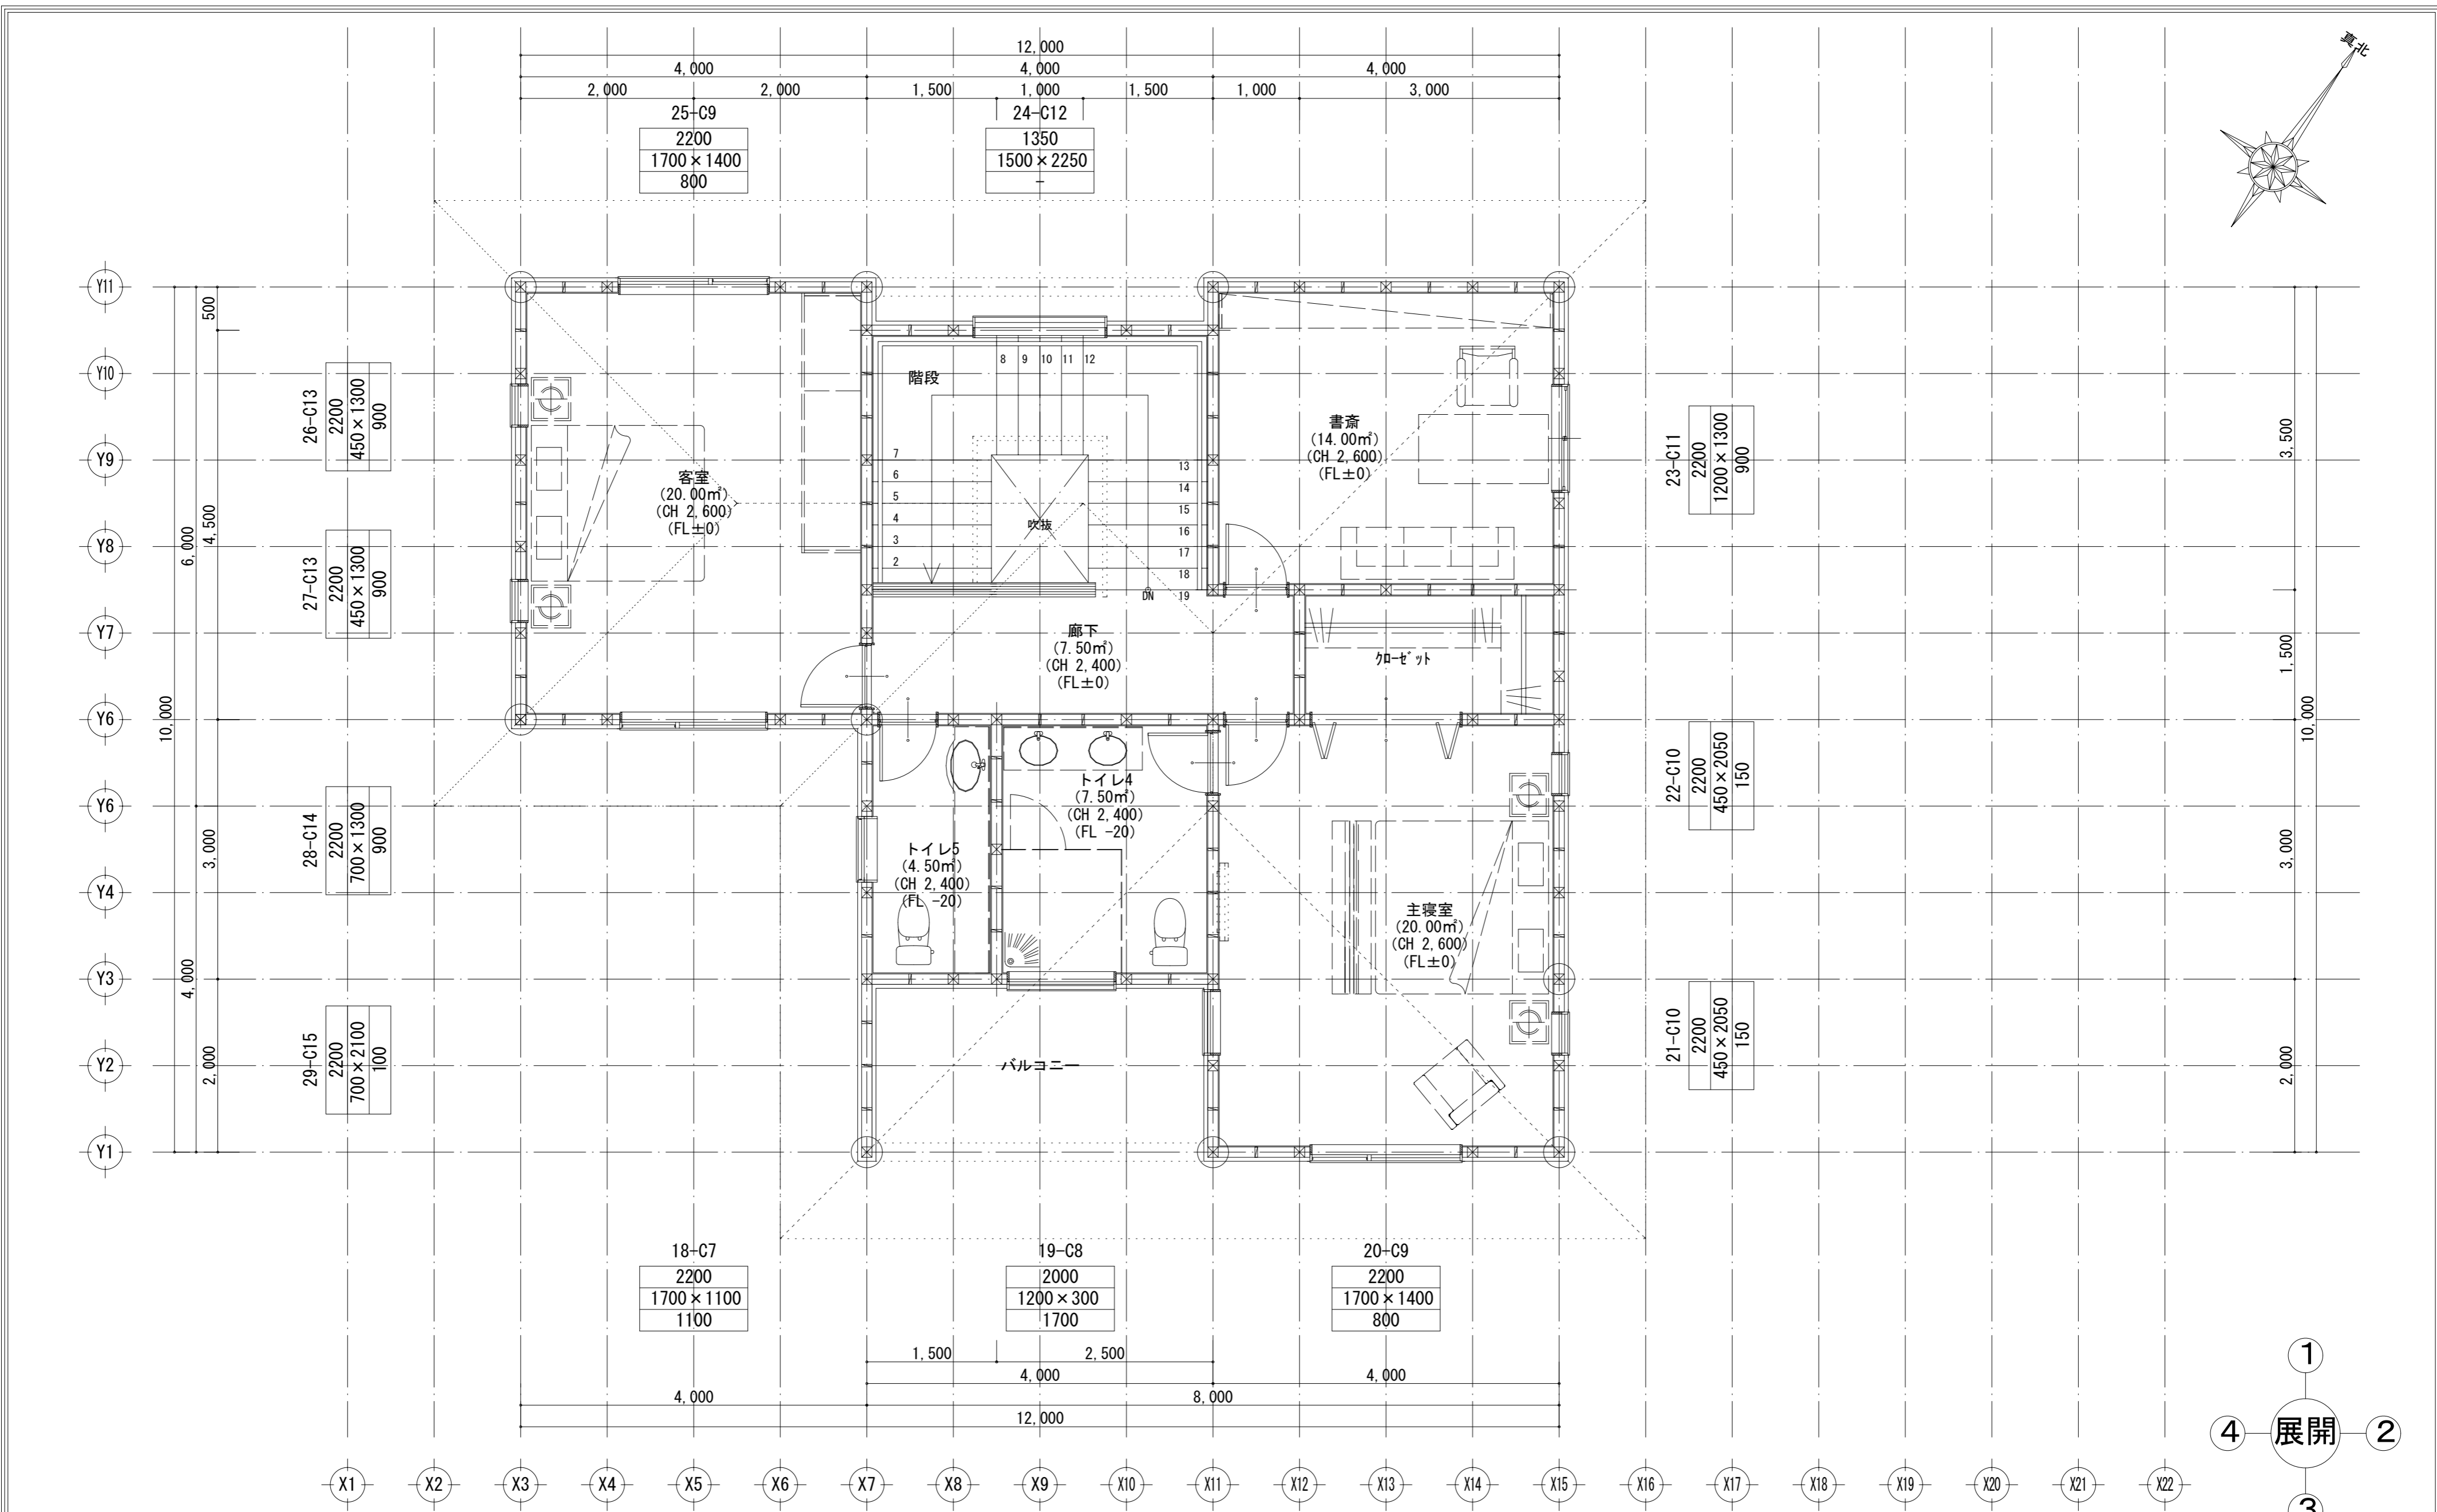 真北
12,000
4,000
4,000
4,000
2,000
2,000
1,500
1,000
1,500
1,000
3,000
25-C9
2200
1700×1400
800
24-C12
1350
1500×2250
-
Y11
Y10
Y9
Y8
Y7
Y6
Y6
Y4
Y3
Y2
Y1
10,000
6,000
4,000
500
4,500
3,000
2,000
26-C13
2200
450×1300
900
27-C13
2200
450×1300
900
28-C14
2200
700×1300
900
29-C15
2200
700×2100
100
客室
(20.00㎡)
(CH 2,600)
(FL±0)
階段
8 9 10 11 12
7
6
5
4
3
2
13
14
15
16
17
18
19
DN
吹抜
書斎
(14.00㎡)
(CH 2,600)
(FL±0)
廊下
(7.50㎡)
(CH 2,400)
(FL±0)
クローゼット
トイレ4
(7.50㎡)
(CH 2,400)
(FL -20)
トイレ5
(4.50㎡)
(CH 2,400)
(FL -20)
主寝室
(20.00㎡)
(CH 2,600)
(FL±0)
バルコニー
23-C11
2200
1200×1300
900
22-C10
2200
450×2050
150
21-C10
2200
450×2050
150
3,500
1,500
3,000
2,000
10,000
18-C7
2200
1700×1100
1100
19-C8
2000
1200×300
1700
20-C9
2200
1700×1400
800
1,500
2,500
4,000
4,000
4,000
8,000
12,000
X1 X2 X3 X4 X5 X6 X7 X8 X9 X10 X11 X12 X13 X14 X15 X16 X17 X18 X19 X20 X21 X22
1
4 展開 2
3